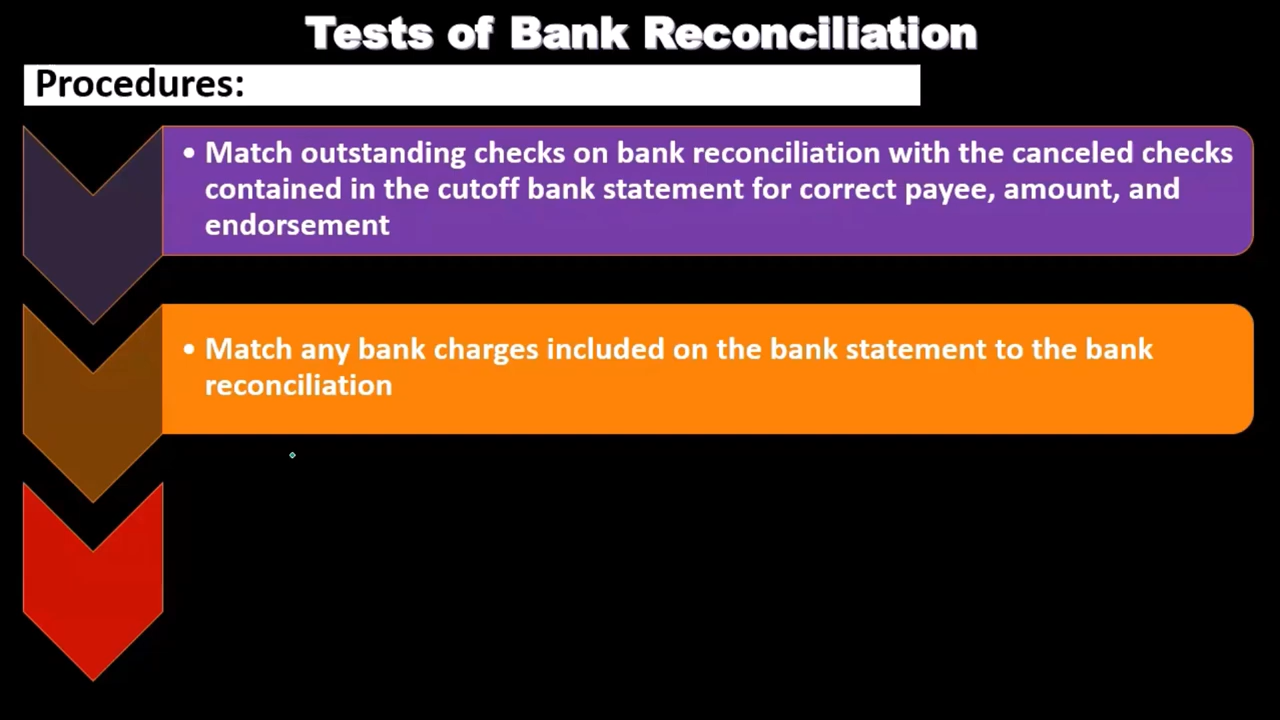 Tests of Bank Reconciliation
Procedures:
• Match outstanding checks on bank reconciliation with the canceled checks
contained in the cutoff bank statement for correct payee, amount, and
endorsement
• Match any bank charges included on the bank statement to the bank
reconciliation